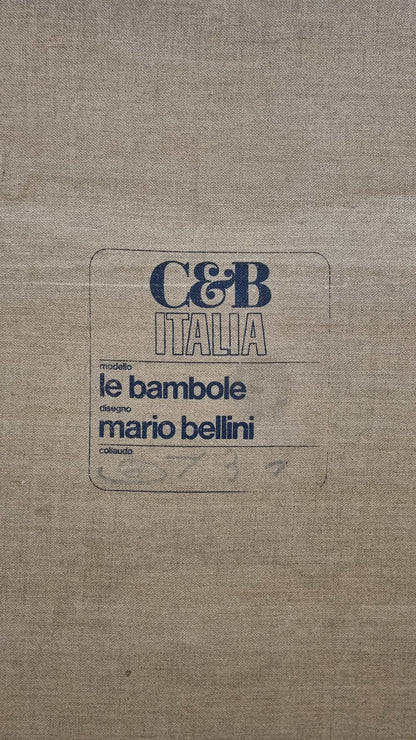 C&B
ITALIA
modello
le bambole
disegno
mario bellini
collaudo